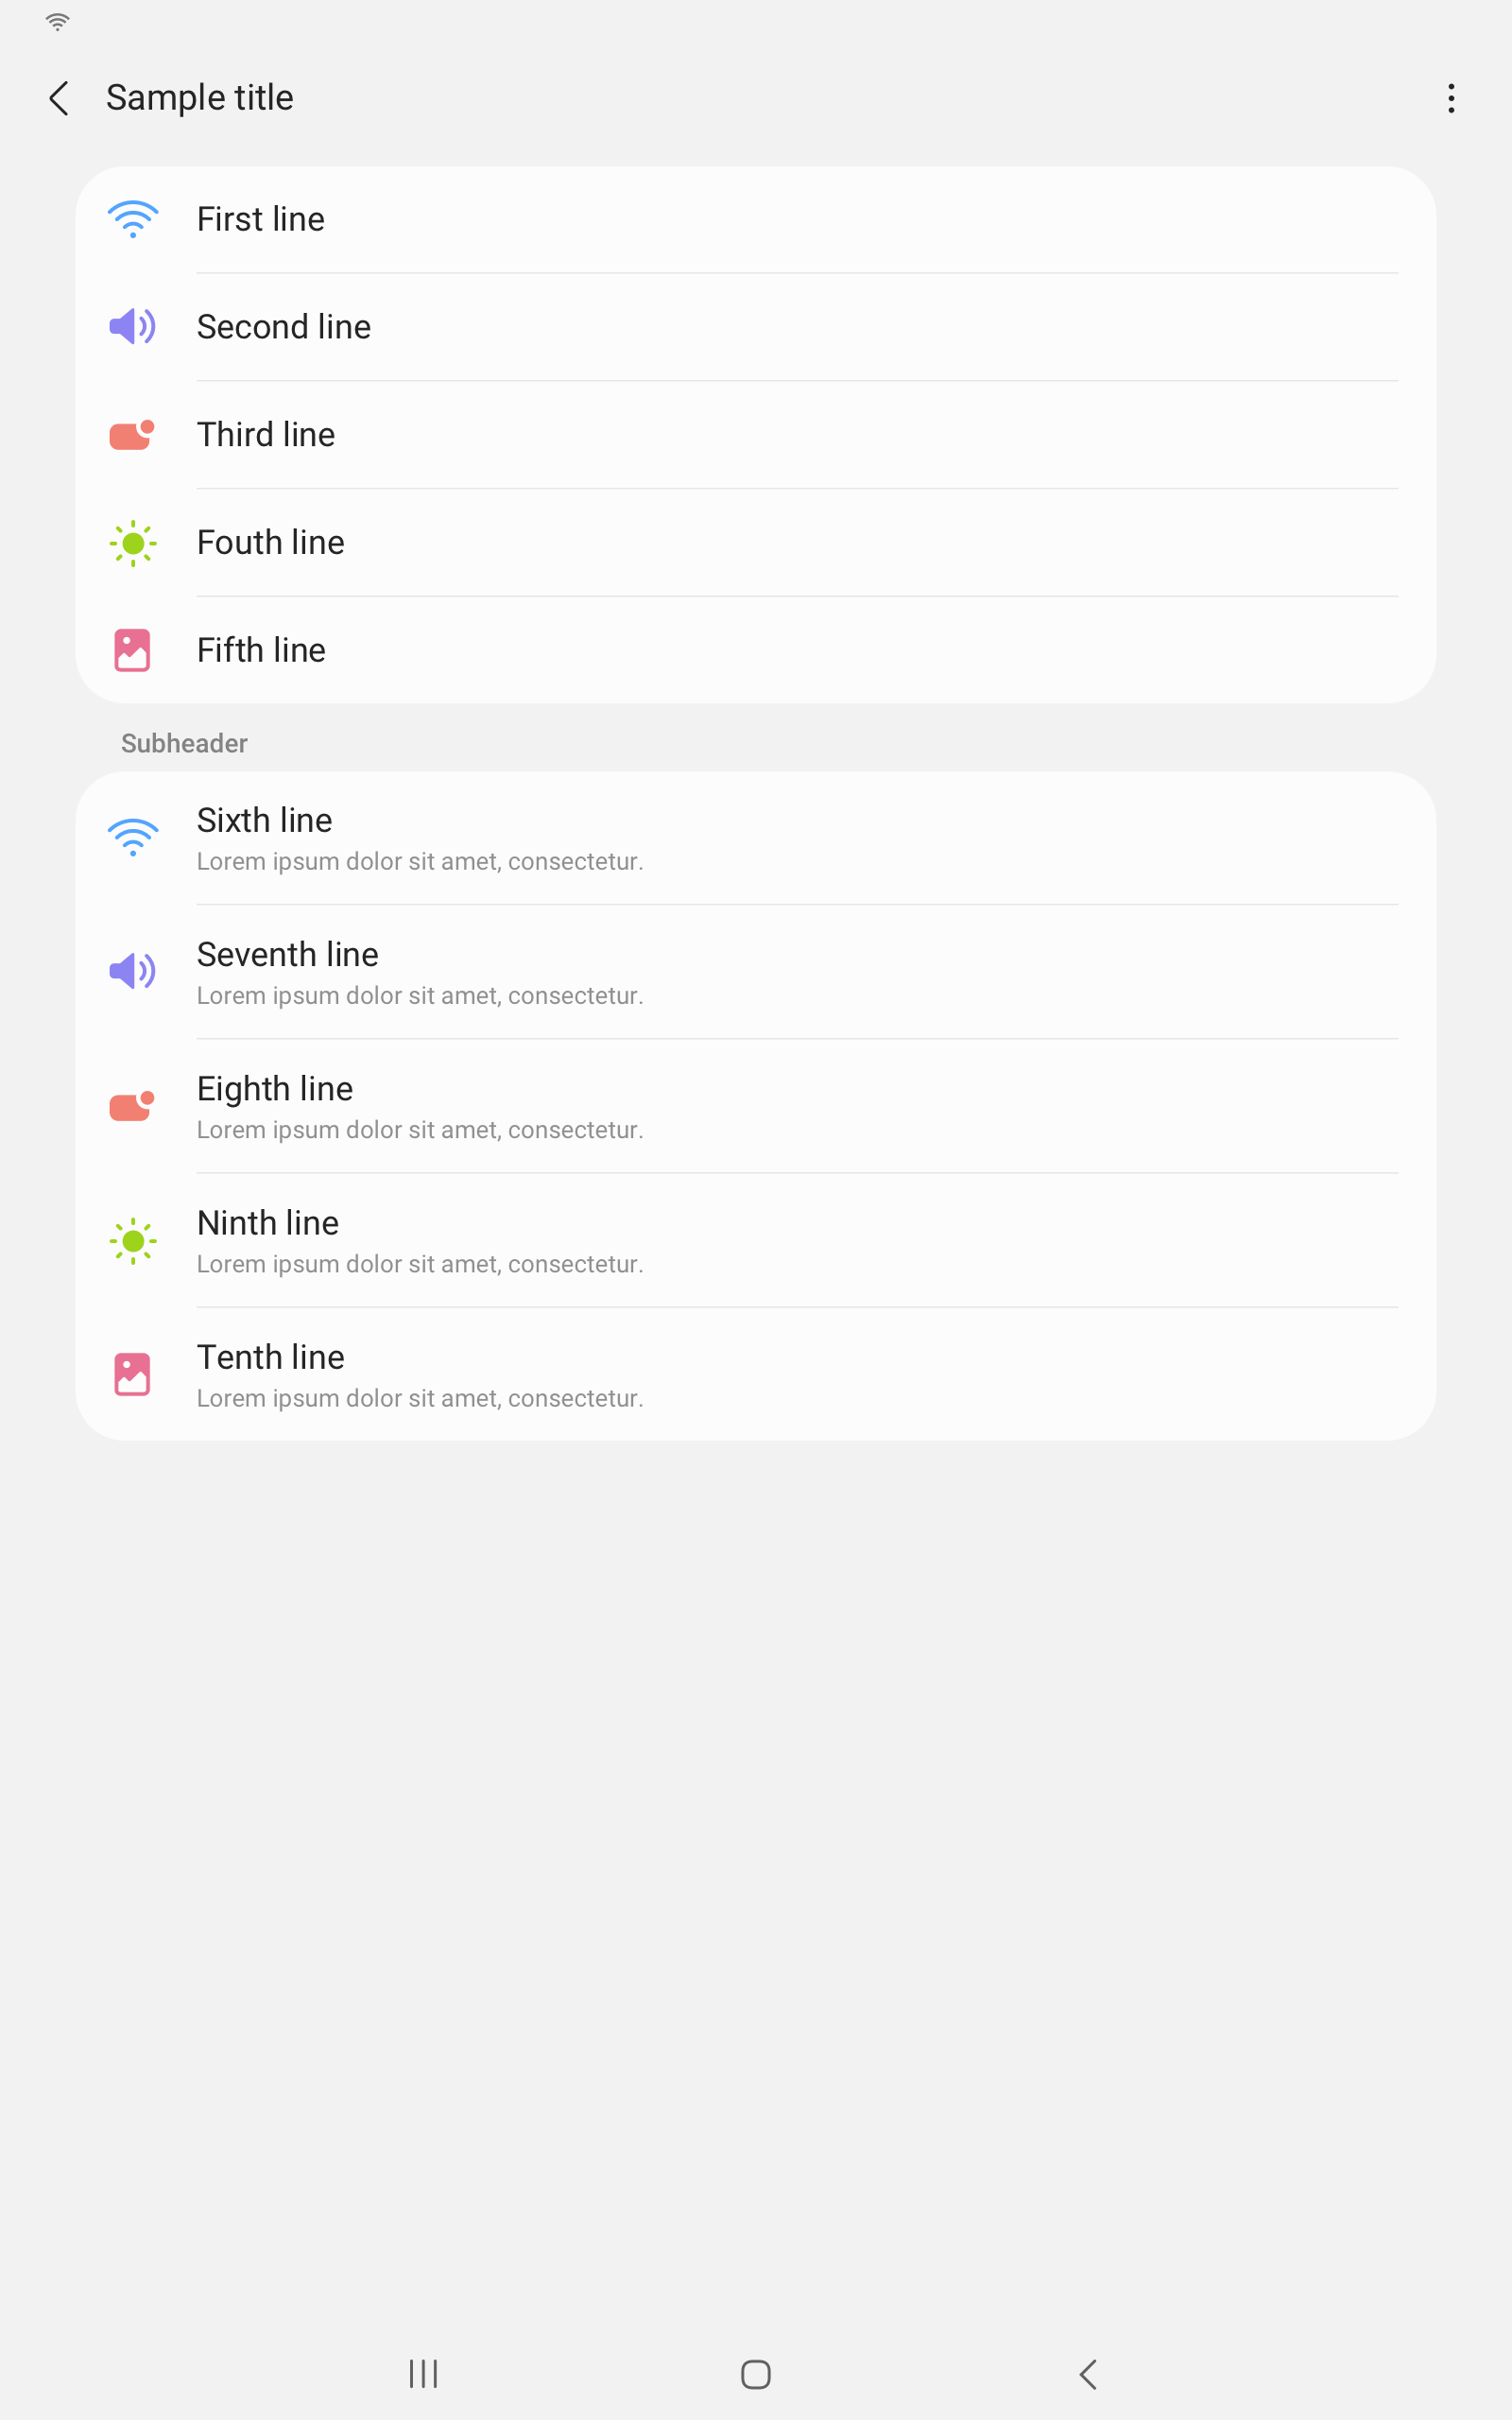 Sample title
First line
Second line
Third line
Fouth line
Fifth line
Subheader
Sixth line
Lorem ipsum dolor sit amet, consectetur.
Seventh line
Lorem ipsum dolor sit amet, consectetur.
Eighth line
Lorem ipsum dolor sit amet, consectetur.
Ninth line
Lorem ipsum dolor sit amet, consectetur.
Tenth line
Lorem ipsum dolor sit amet, consectetur.